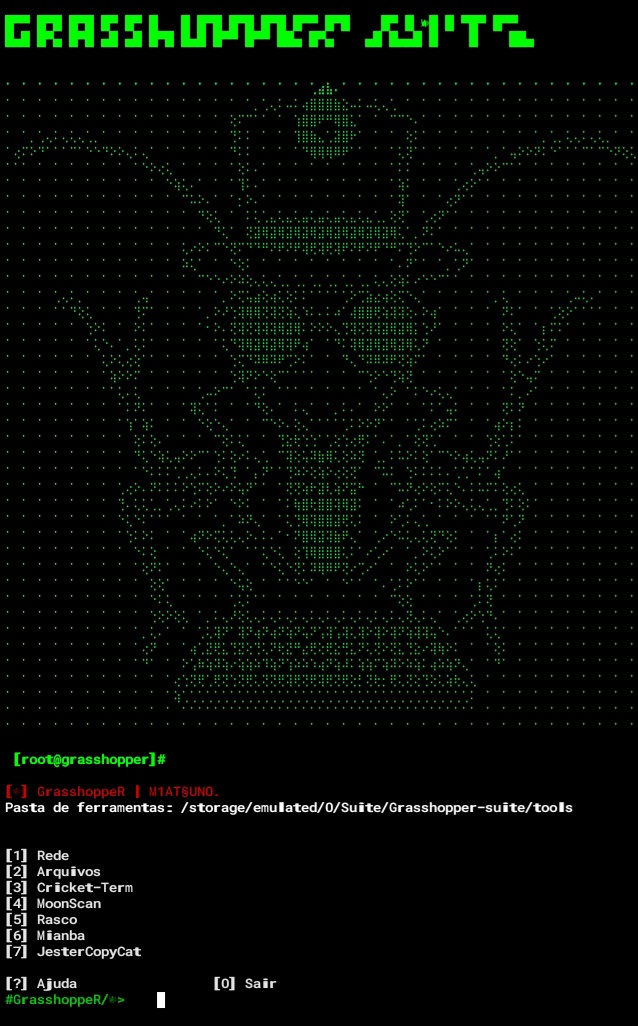 GRASSHOPPER SUITE
[root@grasshopper]#
[☼] GrasshoppeR | M1AT§UNO.
Pasta de ferramentas: /storage/emulated/0/Suite/Grasshopper-suite/tools
[1] Rede
[2] Arquivos
[3] Cricket-Term
[4] MoonScan
[5] Rasco
[6] Mianba
[7] JesterCopyCat
[?] Ajuda [0] Sair
#GrasshoppeR/☼>